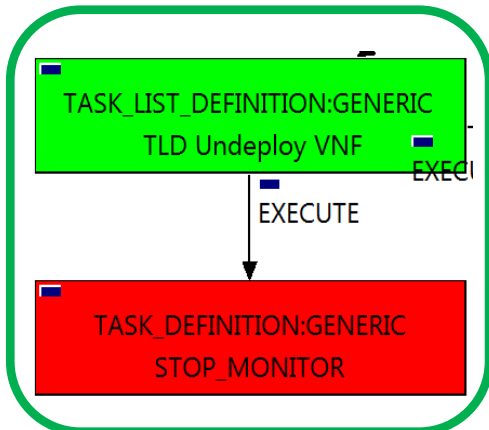 TASK_LIST_DEFINITION:GENERIC
TLD Undeploy VNF
EXECUTE
TASK_DEFINITION:GENERIC
STOP_MONITOR